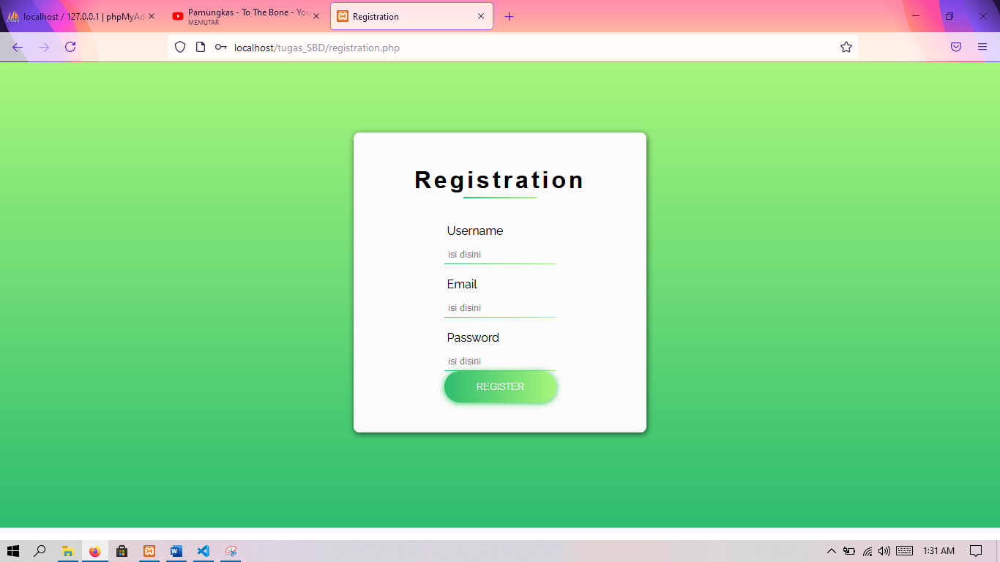 localhost / 127.0.0.1 | phpMyAd
Pamungkas - To The Bone - You
MEMUTAR
Registration
localhost/tugas_SBD/registration.php
Registration
Username
isi disini
Email
isi disini
Password
isi disini
REGISTER
1:31 AM